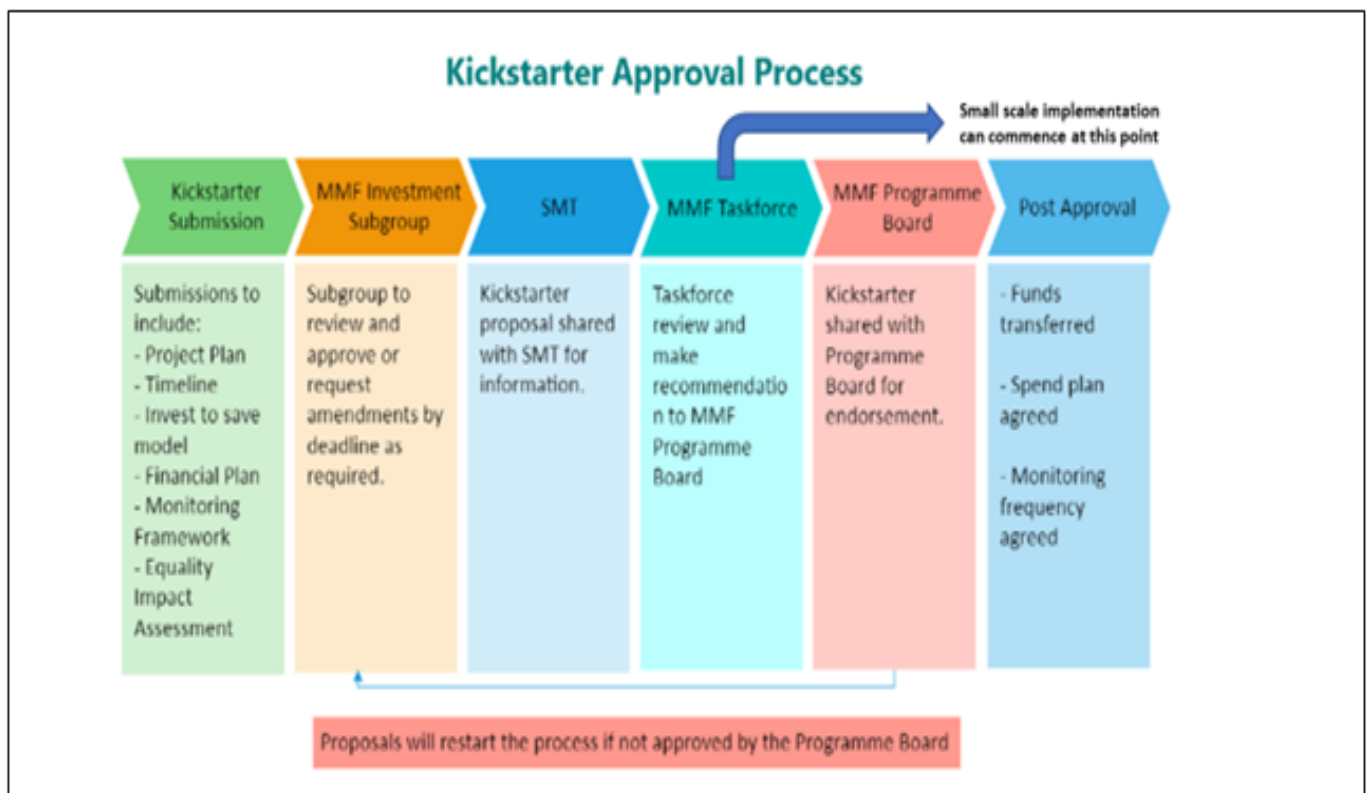 Kickstarter Approval Process
Small scale implementation
can commence at this point
Kickstarter
Submission
MMF Investment
Subgroup
SMT
MMF Taskforce
MMF Programme
Board
Post Approval
Submissions to
include:
- Project Plan
- Timeline
- Invest to save
model
- Financial Plan
- Monitoring
Framework
- Equality
Impact
Assessment
Subgroup to
review and
approve or
request
amendments by
deadline as
required.
Kickstarter
proposal shared
with SMT for
information.
Taskforce
review and
make
recommendatio
n to MMF
Programme
Board
Kickstarter
shared with
Programme
Board for
endorsement.
- Funds
transferred
- Spend plan
agreed
- Monitoring
frequency
agreed
Proposals will restart the process if not approved by the Programme Board